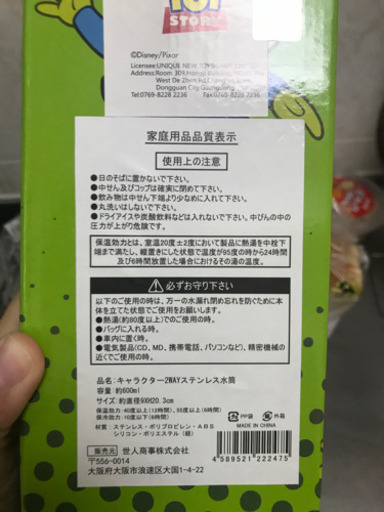 TOY
STORY
©Disney/Pixar
Licensee:UNIQUE NEW TOYS
Address:Room 309,
West De Zhen
Dongguan City Guangdong
Tel:0769-8228 2236 Fax:0740-8228 2236
家庭用品品質表示
使用上の注意
●日のそばに置かないで下さい。
●中せん及びコップは確実に閉めて下さい。
●飲み物は中せん下端より少なめに入れて下さい。
●丸洗いはしないで下さい。
●ドライアイスや炭酸飲料などは入れないで下さい。中びんの中の
圧力が上がり危険です。
保温効力とは、室温20度±2度において製品に熱湯を中栓下
端まで満たし、縦置きにした状態で温度が95度の時から24時間
及び6時間放置した場合におけるその湯の温度。
必ずお守り下さい
以下のご使用の時は、万一の水漏れ閉め忘れを防ぐために本
体を立てた状態でご使用をお願いします。
●熱湯(約80度以上)でのご使用の時。
●バッグに入れる時。
●車内に置く時。
●電気製品(CD、MD、携帯電話、パソコンなど)、精密機械
の近くでご使用の時。
品名:キャラクター2WAYステンレス水筒
容量:約600ml
サイズ:約直径9XH20.3cm
保温効力:40度以上(12時間)、55度以上(6時間)
保冷効力:10度以下(6時間)
材質:ステンレス・ポリプロピレン・ABS
シリコン・ポリエステル(紐)
プラ PP袋 紙 外箱
MADE IN CHINA
販売元 世人商事株式会社
〒556-0014
大阪府大阪市浪速区大国1-4-22
4 589521 222475